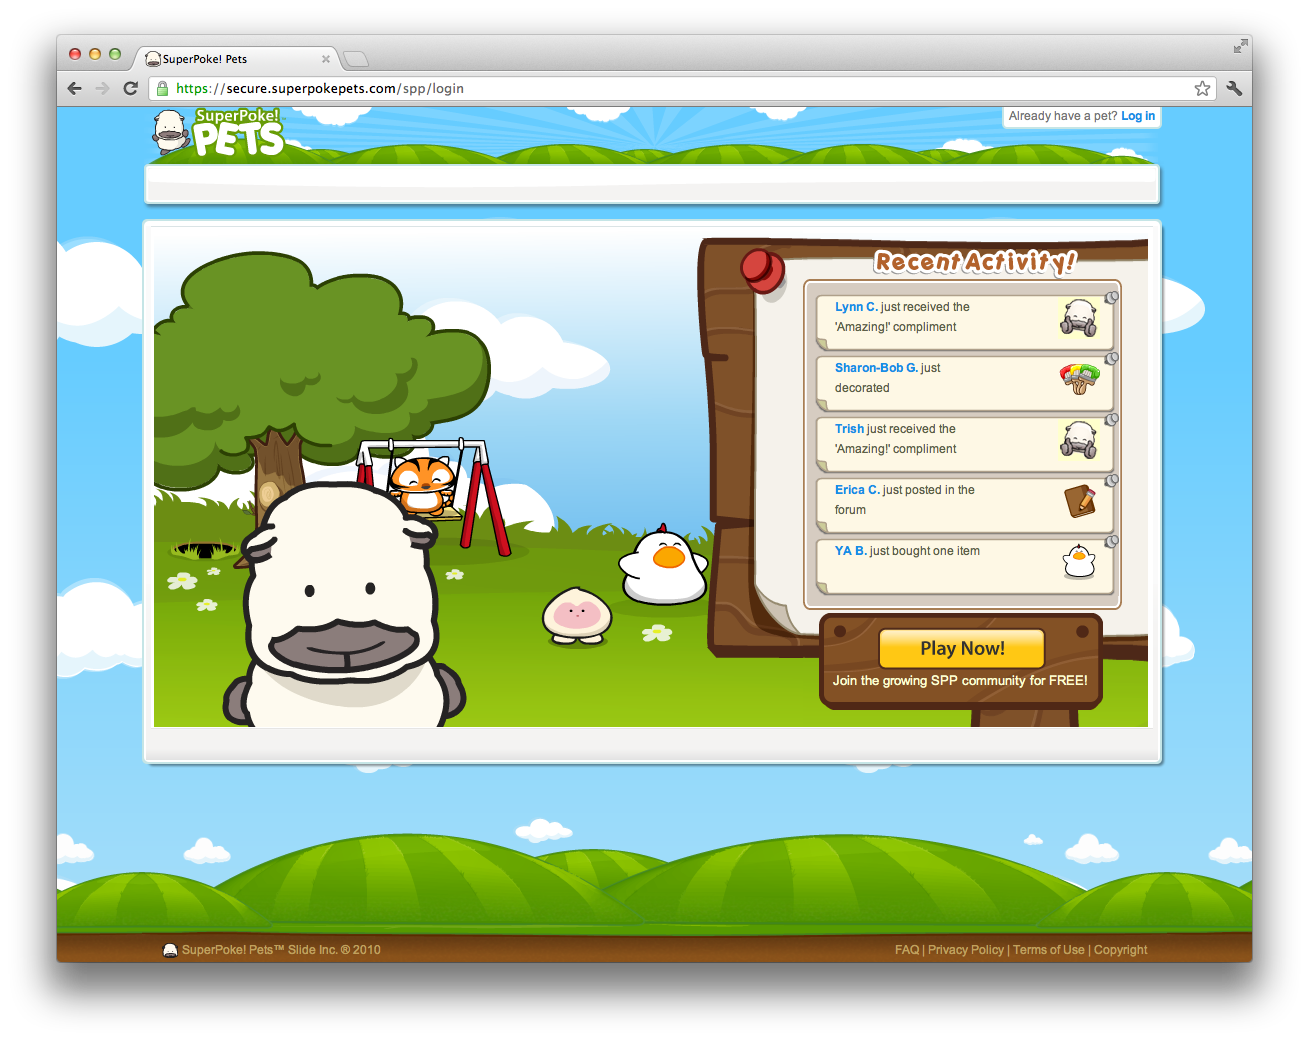 SuperPoke! Pets
https://secure.superpokepets.com/spp/login
SuperPoke!
PETS
Already have a pet? Log in
Recent Activity!
Lynn C. just received the
'Amazing!' compliment
Sharon-Bob G. just
decorated
Trish just received the
'Amazing!' compliment
Erica C. just posted in the
forum
YA B. just bought one item
Play Now!
Join the growing SPP community for FREE!
SuperPoke! Pets™ Slide Inc. ® 2010
FAQ | Privacy Policy | Terms of Use | Copyright